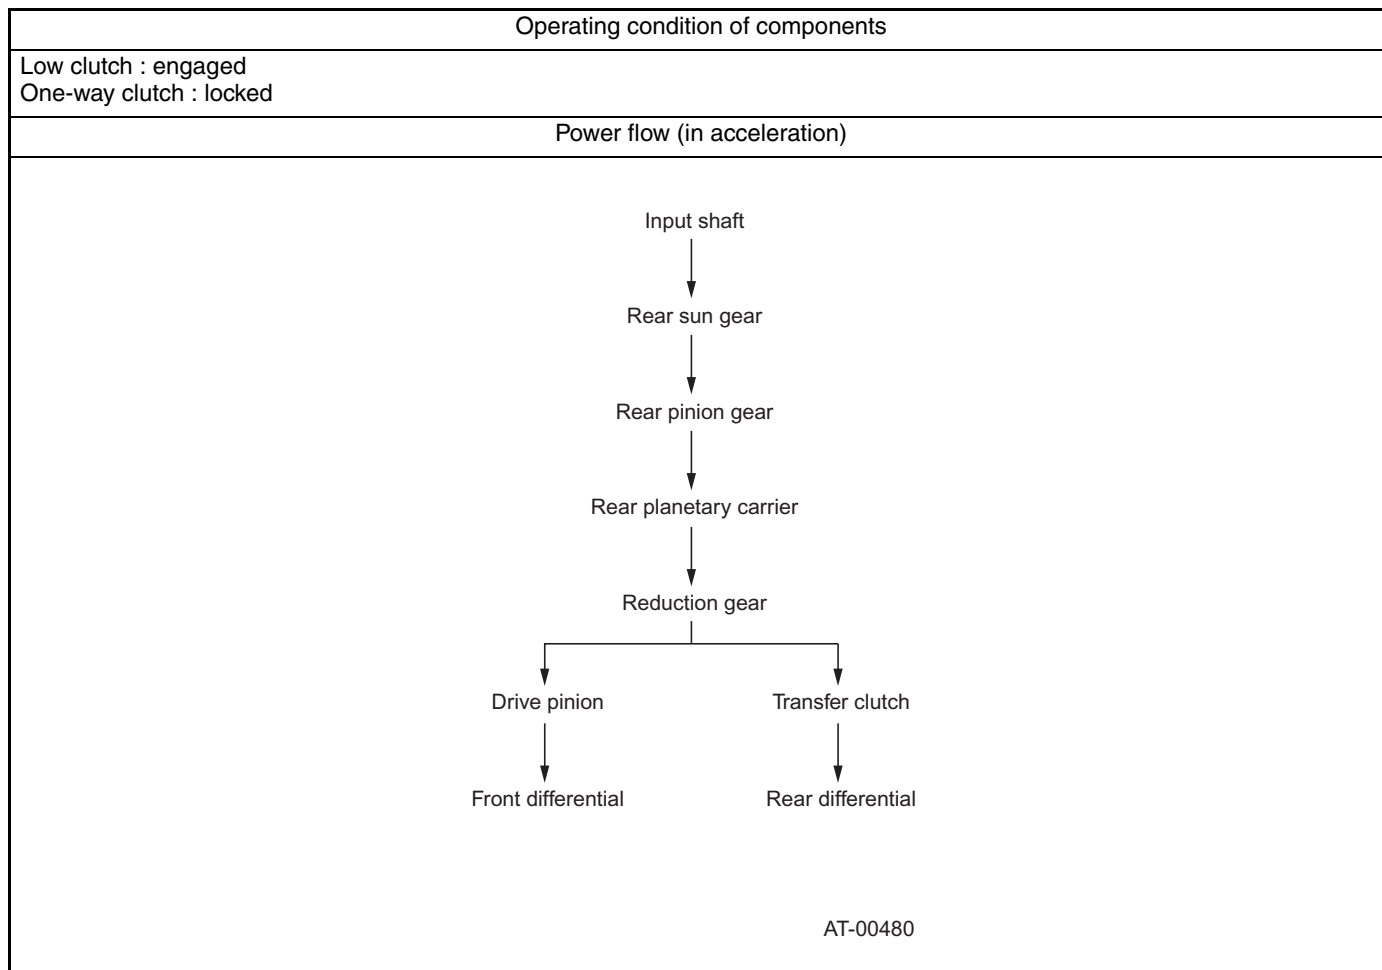 Operating condition of components
Low clutch : engaged
One-way clutch : locked
Power flow (in acceleration)
Input shaft
Rear sun gear
Rear pinion gear
Rear planetary carrier
Reduction gear
Drive pinion
Transfer clutch
Front differential
Rear differential
AT-00480